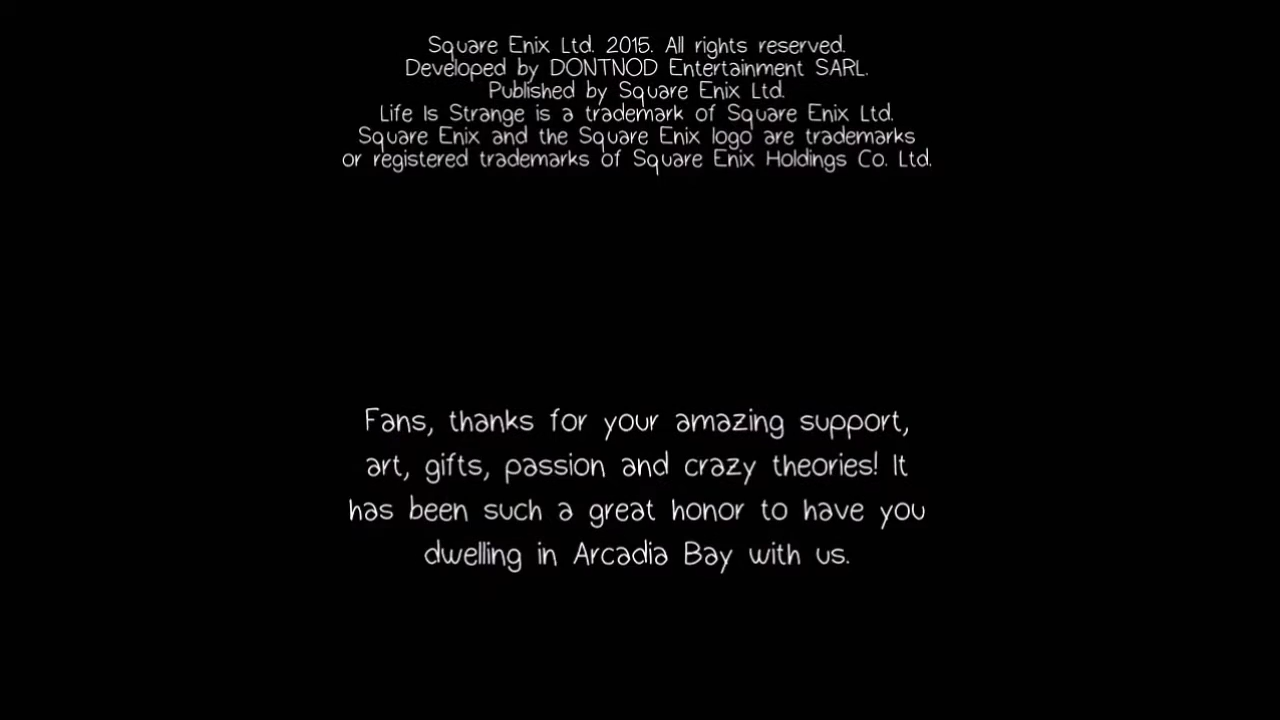 Square Enix Ltd. 2015. All rights reserved.
Developed by DONTNOD Entertainment SARL.
Published by Square Enix Ltd.
Life Is Strange is a trademark of Square Enix Ltd.
Square Enix and the Square Enix logo are trademarks
or registered trademarks of Square Enix Holdings Co. Ltd.
Fans, thanks for your amazing support,
art, gifts, passion and crazy theories! It
has been such a great honor to have you
dwelling in Arcadia Bay with us.